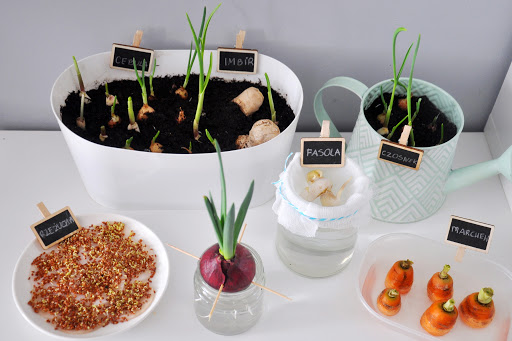 CEBULA
IMBIR
FASOLA
CZOSNEK
RZEŻUCHA
MARCHEW